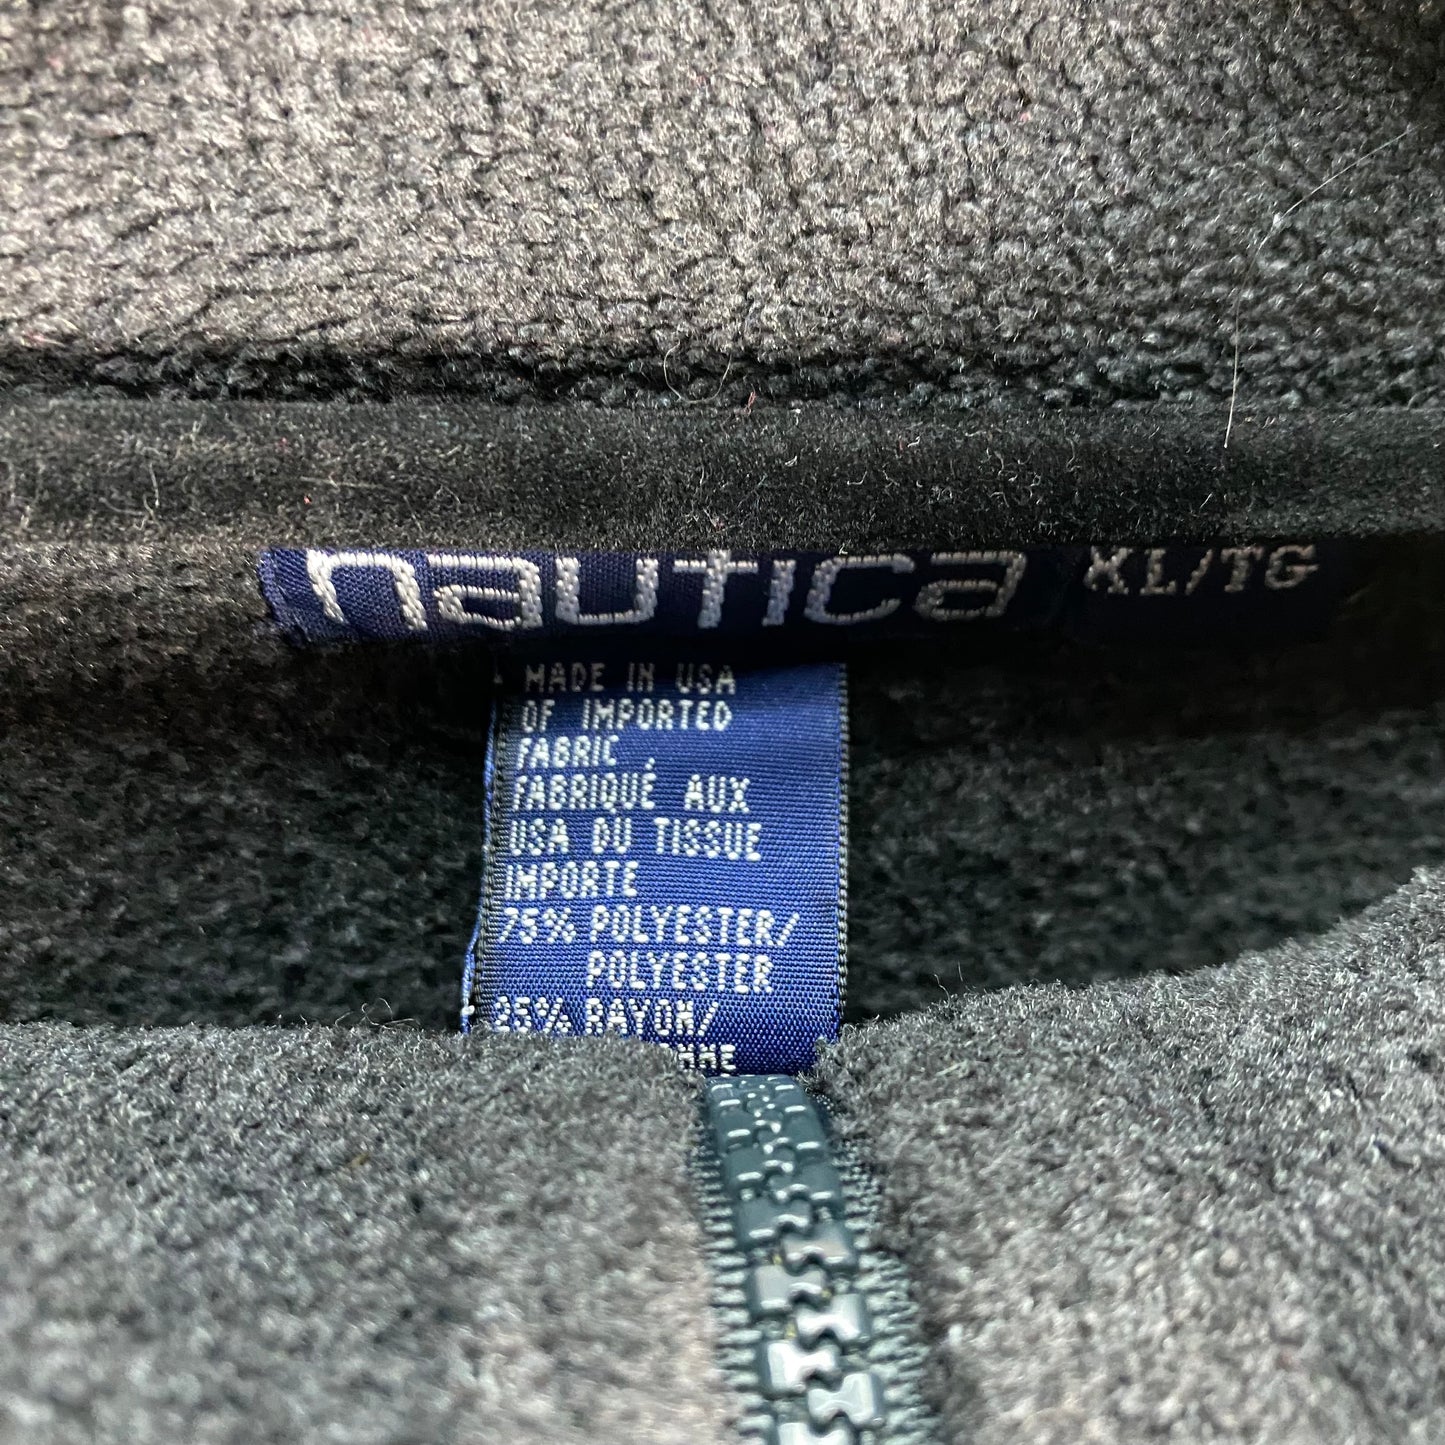 nautica XL/TG
MADE IN USA
OF IMPORTED
FABRIC
FABRIQUÉ AUX
USA DU TISSUE
IMPORTE
75% POLYESTER/
POLYESTER
25% RAYON/